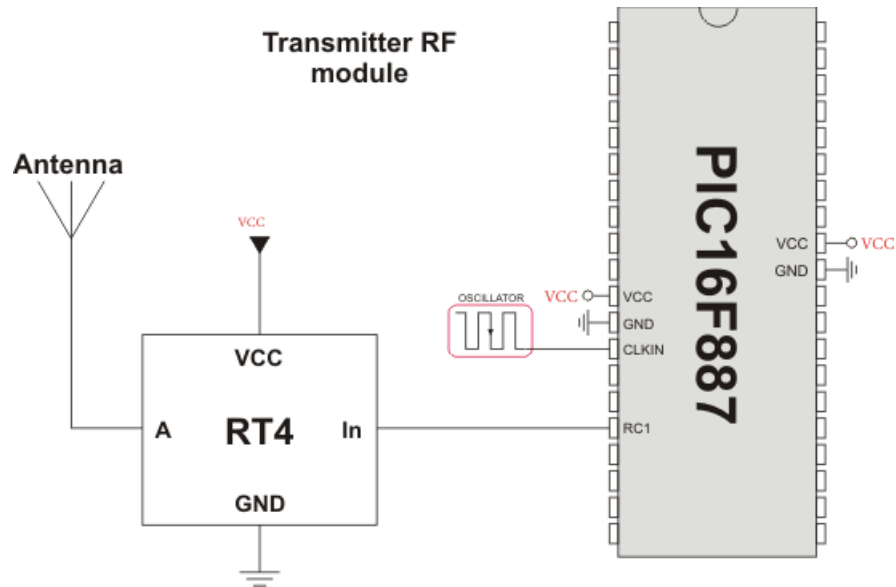 Transmitter RF
module
Antenna
VCC
VCC
RT4
A
In
GND
OSCILLATOR
VCC
VCC
GND
CLKIN
RC1
PIC16F887
VCC
VCC
GND